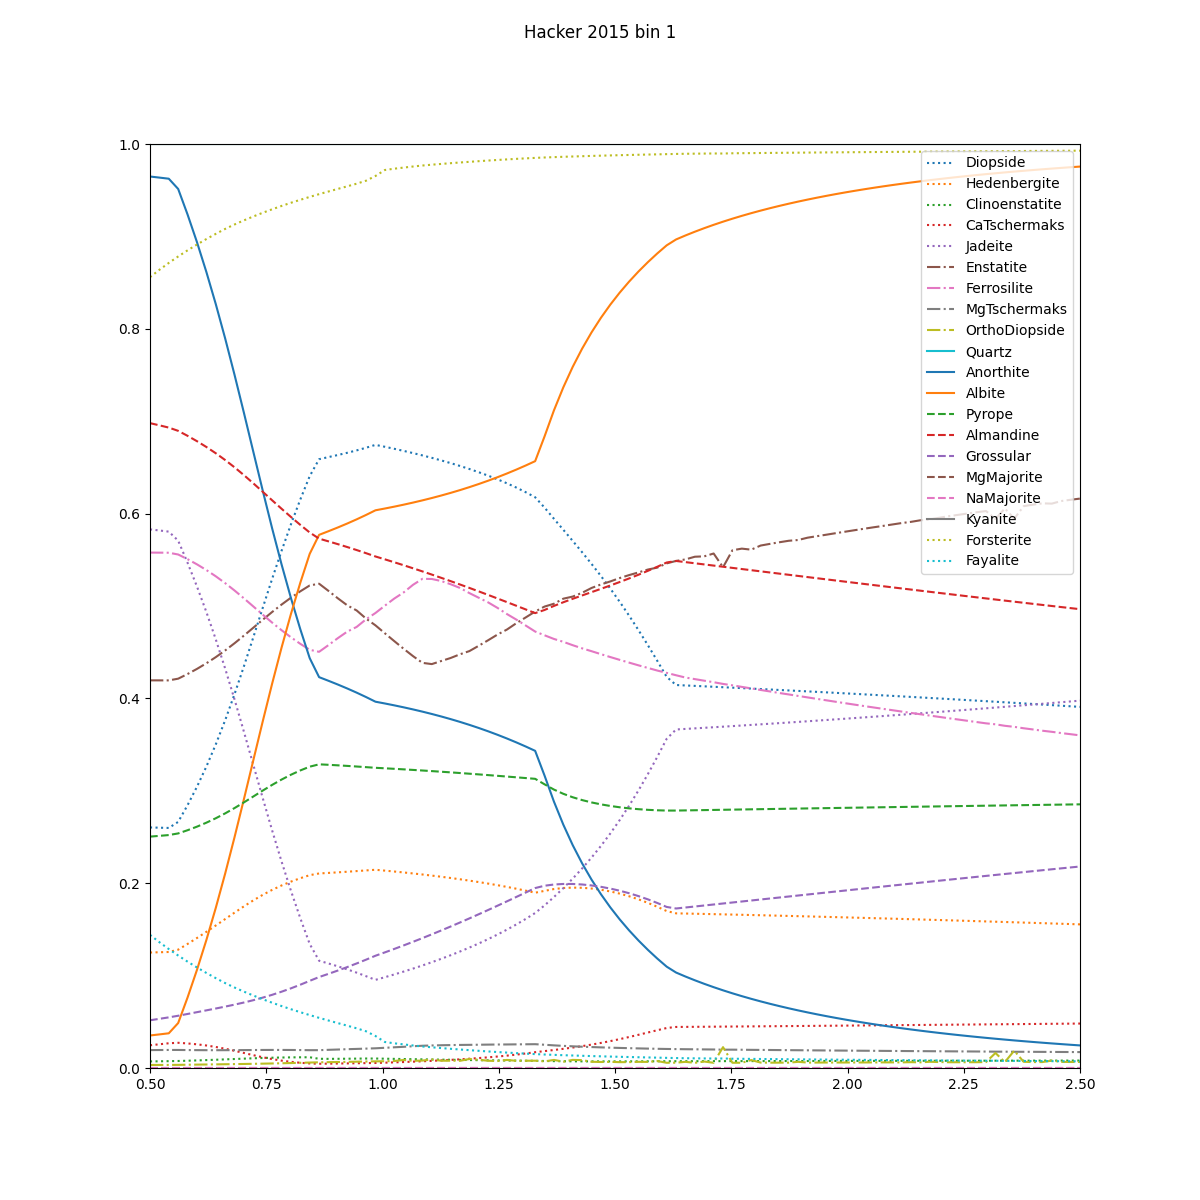 Hacker 2015 bin 1
1.0
0.8
0.6
0.4
0.2
0.0
0.50
0.75
1.00
1.25
1.50
1.75
2.00
2.25
2.50
Diopside
Hedenbergite
Clinoenstatite
CaTschermaks
Jadeite
Enstatite
Ferrosilite
MgTschermaks
OrthoDiopside
Quartz
Anorthite
Albite
Pyrope
Almandine
Grossular
MgMajorite
NaMajorite
Kyanite
Forsterite
Fayalite